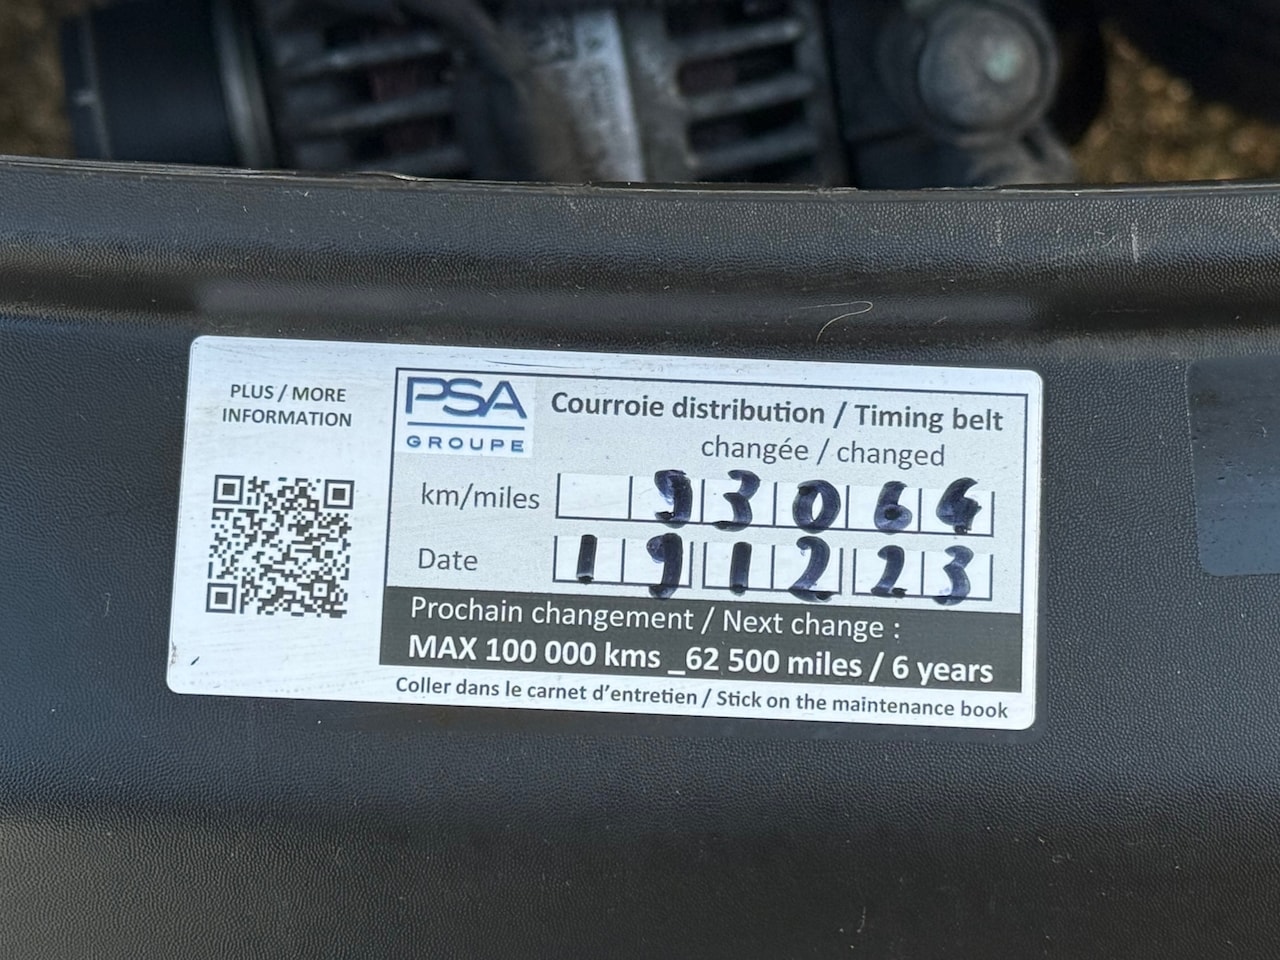 PLUS / MORE
INFORMATION
PSA
GROUPE
Courroie distribution / Timing belt
changée / changed
km/miles 93064
Date 191223
Prochain changement / Next change :
MAX 100 000 kms _62 500 miles / 6 years
Coller dans le carnet d'entretien / Stick on the maintenance book